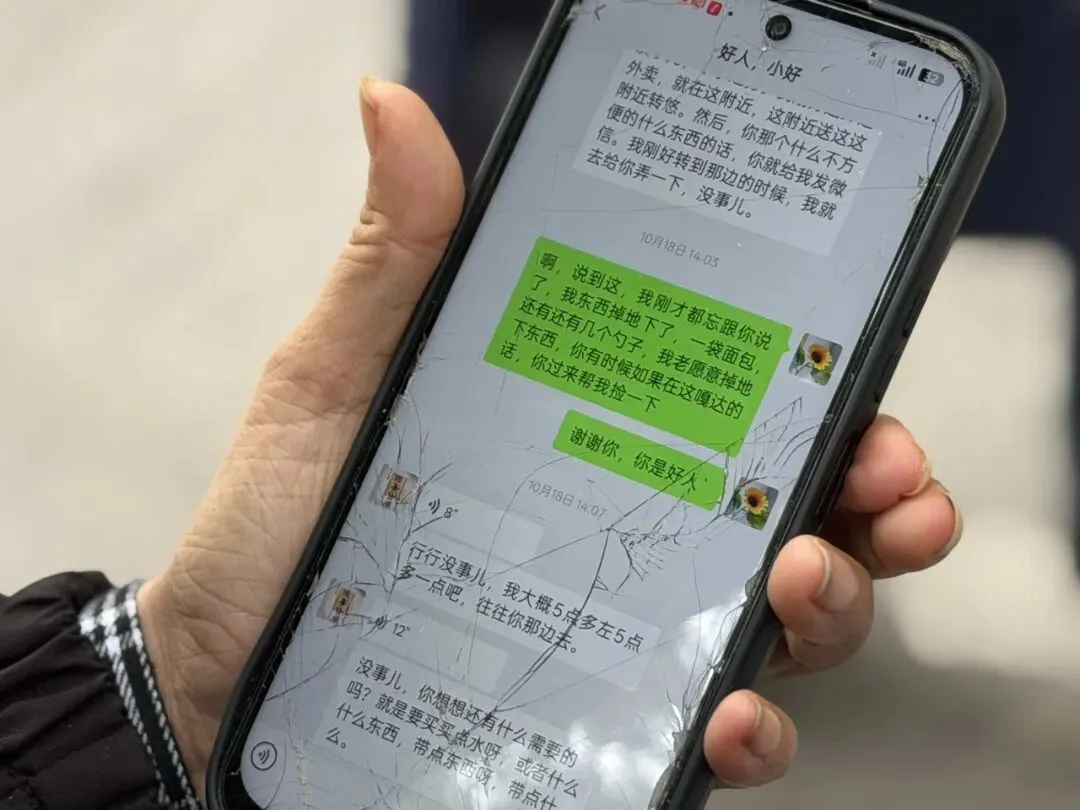 32
好人，小好
外卖，就在这附近，这附近送这这
附近转悠。然后，你那个什么不方
便的什么东西的话，你就给我发微
信。我刚好转到那边的时候，我就
去给你弄一下，没事儿。
10月18日 14:03
啊，说到这，我刚才都忘跟你说
了，我东西掉地下了，一袋面包，
还有还有几个勺子，我老愿意掉地
下东西，你有时候如果在这嘎达的
话，你过来帮我捡一下
谢谢你，你是好人
10月18日 14:07
8"
行行没事儿，我大概5点多左5点
多一点吧，往往你那边去。
12"
没事儿，你想想还有什么需要的
吗？就是要买买点水呀，或者什么
什么东西，带点东西呀，带点什
么。